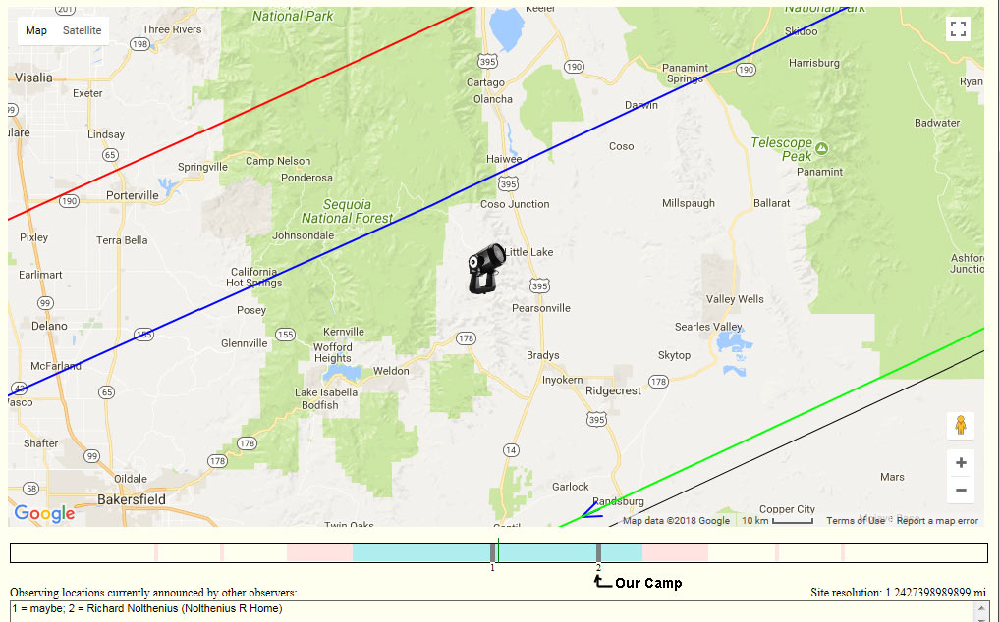 201
National Park
Keeler
National Park
Map Satellite
Three Rivers
198
Skidoo
Visalia
395
190
Panamint
Springs
190
Harrisburg
Exeter
Cartago
Ryan
Olancha
99
Darwin
ulare
Lindsay
Badwater
65
Haiwee
Coso
Telescope
Peak
Camp Nelson
Springville
Panamint
Ponderosa
395
Porterville
190
Sequoia
National Forest
Coso Junction
Millspaugh
Ballarat
Pixley
Terra Bella
Johnsondale
Little Lake
Ashford
Junctio
Earlimart
California
Hot Springs
395
99
Posey
Pearsonville
Valley Wells
Delano
155
155
Kernville
178
Searles Valley
Glennville
Wofford
Heights
Bradys
Skytop
McFarland
Weldon
Inyokern
178
43
Lake Isabella
Ridgecrest
65
Bodfish
asco
395
Shafter
178
99
178
14
Oildale
Mars
58
Garlock
Bakersfield
Randsburg
Copper City
Google
Twin Oaks
Cantil
Map data ©2018 Google
10 km
Terms of Use
Report a map error
1
2
Our Camp
Observing locations currently announced by other observers:
Site resolution: 1.2427398989899 mi
1 = maybe; 2 = Richard Nolthenius (Nolthenius R Home)